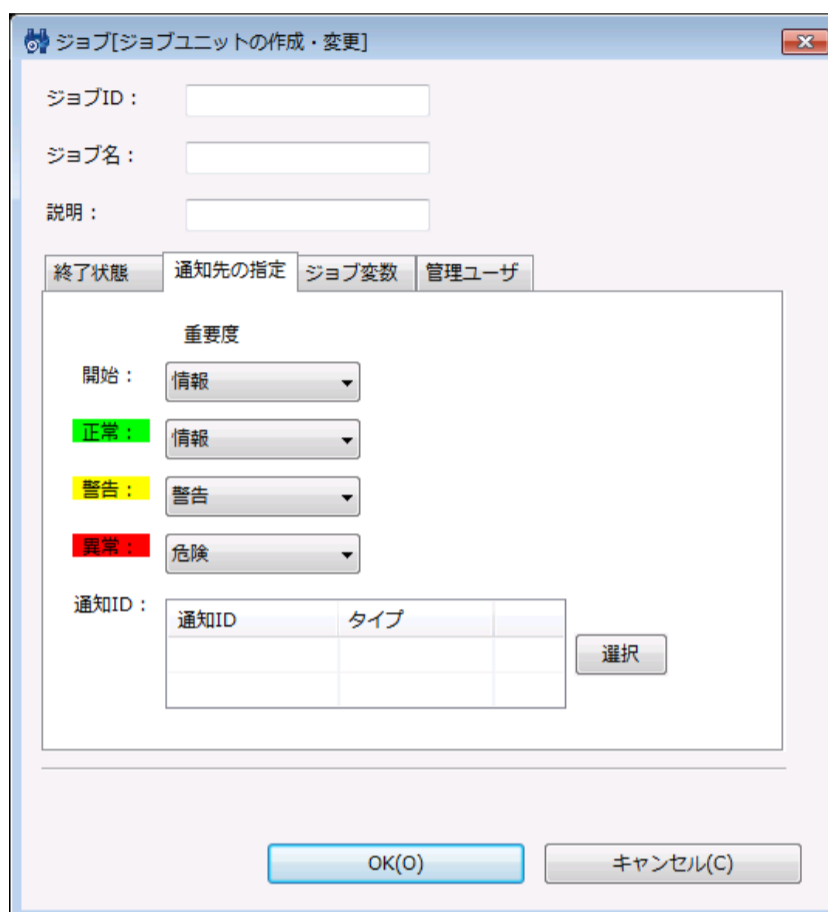 ジョブ[ジョブユニットの作成・変更]
ジョブID：
ジョブ名：
説明：
終了状態 通知先の指定 ジョブ変数 管理ユーザ
重要度
開始： 情報
正常： 情報
警告： 警告
異常： 危険
通知ID： 通知ID タイプ
選択
OK(O) キャンセル(C)